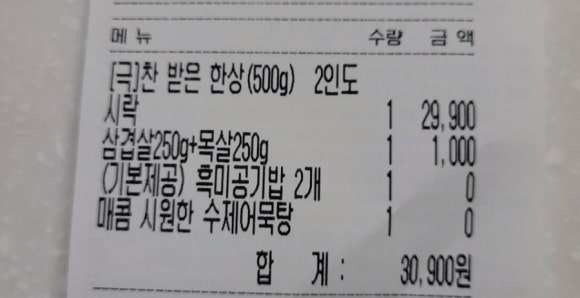 메 뉴 수량 금 액
[극]찬 받은 한상(500g) 2인도
시락 1 29,900
삼겹살250g+목살250g 1 1,000
(기본제공) 흑미공기밥 2개 1 0
매콤 시원한 수제어묵탕 1 0
합 계 : 30,900원